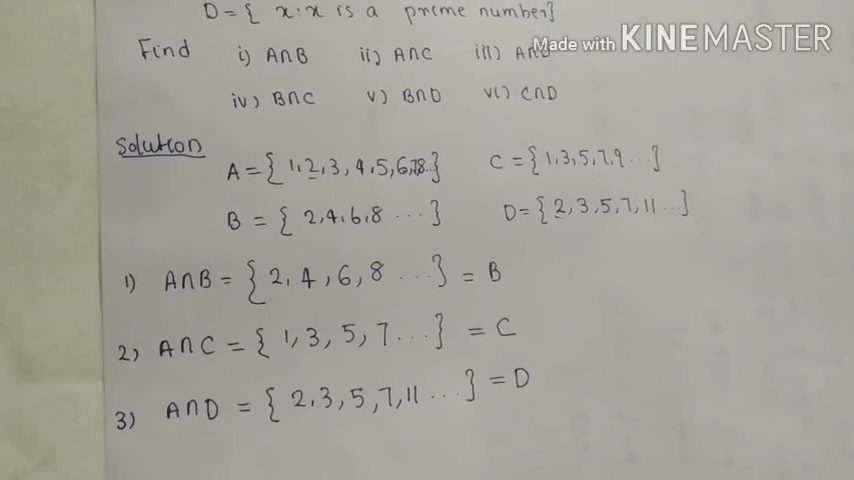 D = { x : x is a prime number}
Made with KINEMASTER
Find i) A∩B ii) A∩C iii) A∩D
iv) B∩C v) B∩D vi) C∩D
Solution
A = { 1, 2, 3, 4, 5, 6, 7, 8 .. } C = { 1, 3, 5, 7, 9 ... }
B = { 2, 4, 6, 8 ... } D = { 2, 3, 5, 7, 11 ... }
1) A∩B = { 2, 4, 6, 8 ... } = B
2) A∩C = { 1, 3, 5, 7 ... } = C
3) A∩D = { 2, 3, 5, 7, 11 ... } = D